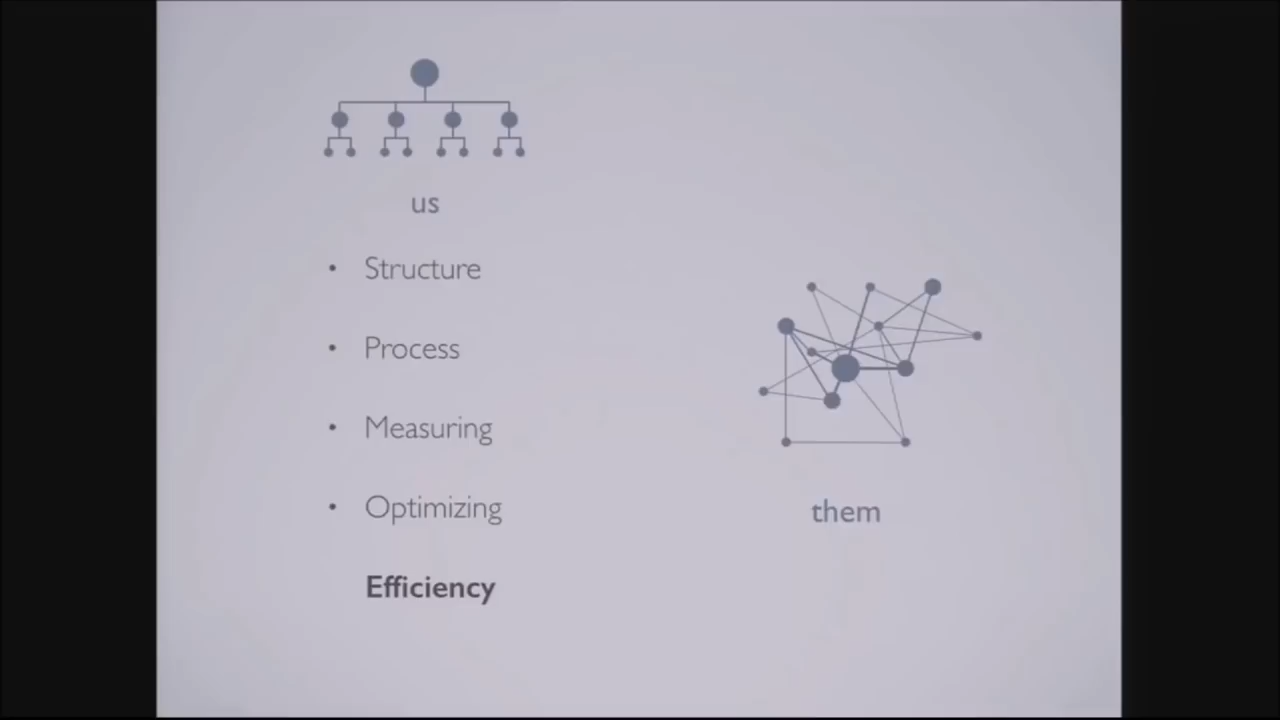 us
• Structure
• Process
• Measuring
• Optimizing
Efficiency
them